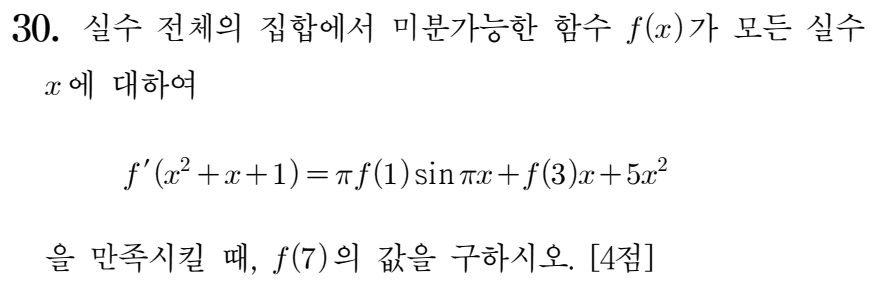 30. 실수 전체의 집합에서 미분가능한 함수 f(x)가 모든 실수
x에 대하여
f′(x²+x+1)=πf(1)sinπx+f(3)x+5x²
을 만족시킬 때, f(7)의 값을 구하시오. [4점]